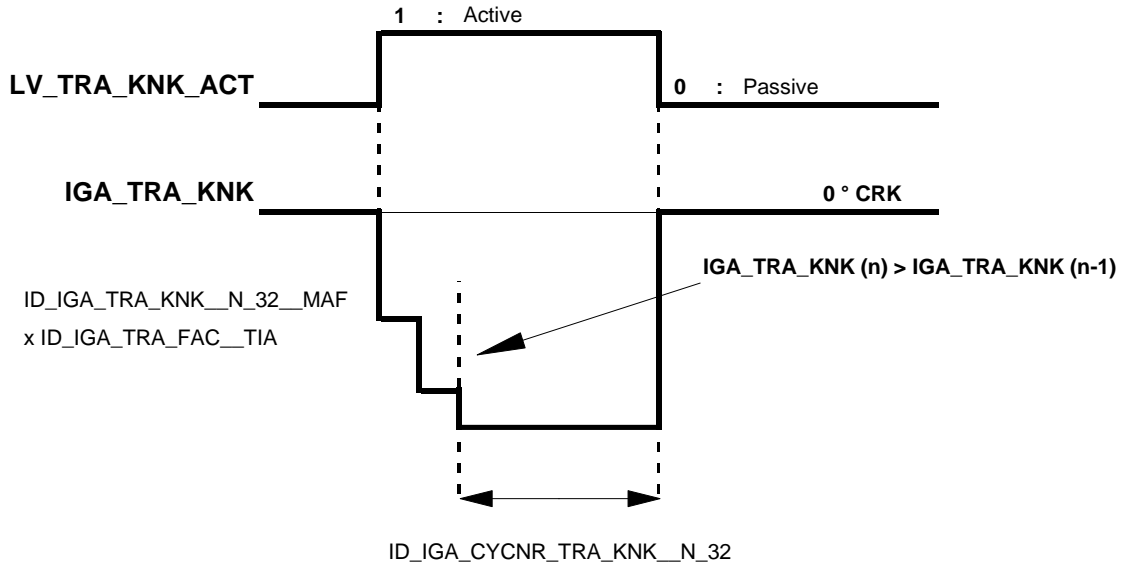 1 : Active
LV_TRA_KNK_ACT
0 : Passive
IGA_TRA_KNK
0 ° CRK
IGA_TRA_KNK (n) > IGA_TRA_KNK (n-1)
ID_IGA_TRA_KNK__N_32__MAF
x ID_IGA_TRA_FAC__TIA
ID_IGA_CYCNR_TRA_KNK__N_32